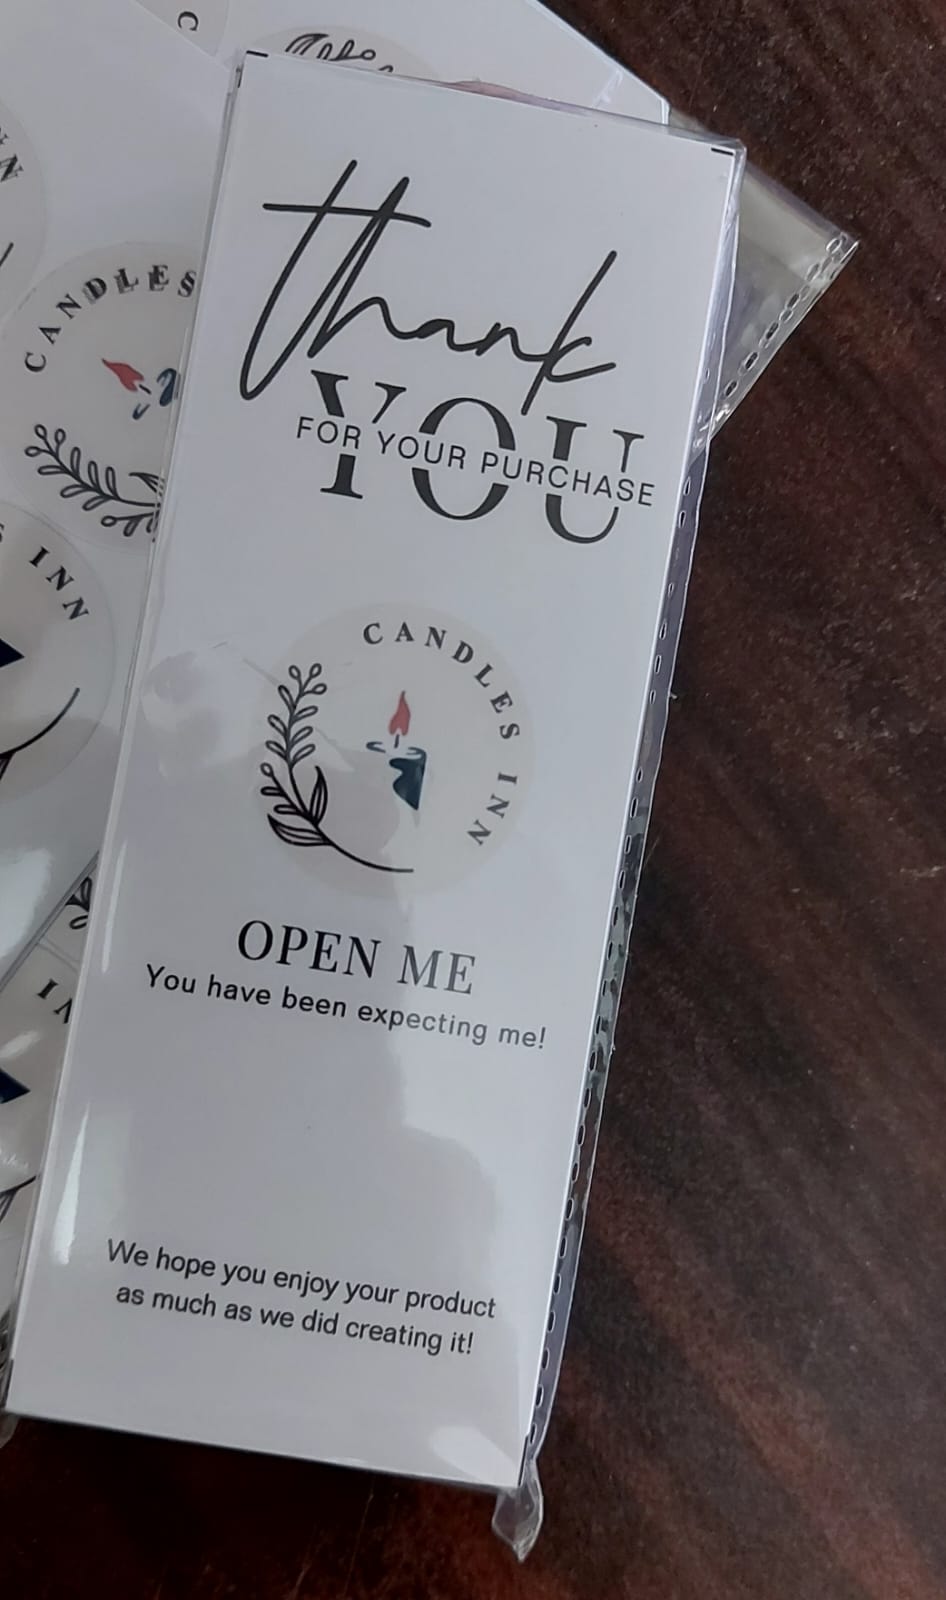 C
INN
CANDLES
S INN
thank
YOU
FOR YOUR PURCHASE
CANDLES INN
OPEN ME
You have been expecting me!
We hope you enjoy your product
as much as we did creating it!